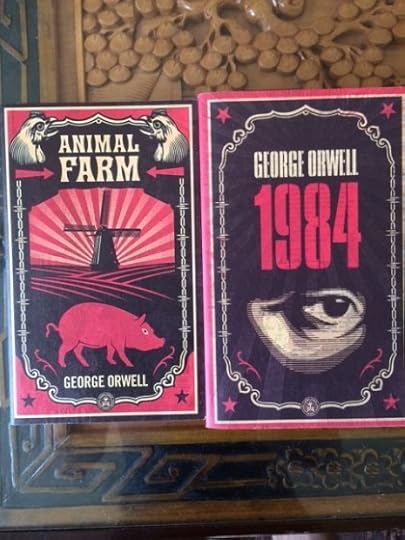 ANIMAL
FARM
GEORGE ORWELL
GEORGE ORWELL
1984